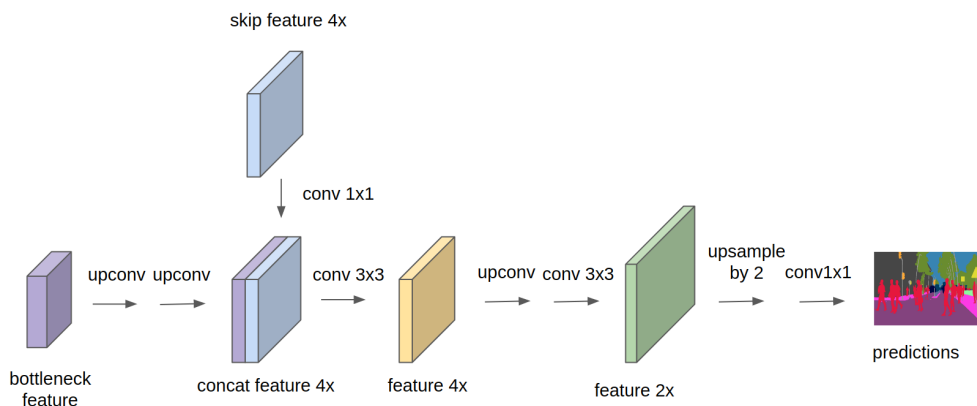 skip feature 4x
conv 1x1
upconv upconv
conv 3x3
upconv conv 3x3
upsample
by 2
conv1x1
bottleneck
feature
concat feature 4x
feature 4x
feature 2x
predictions